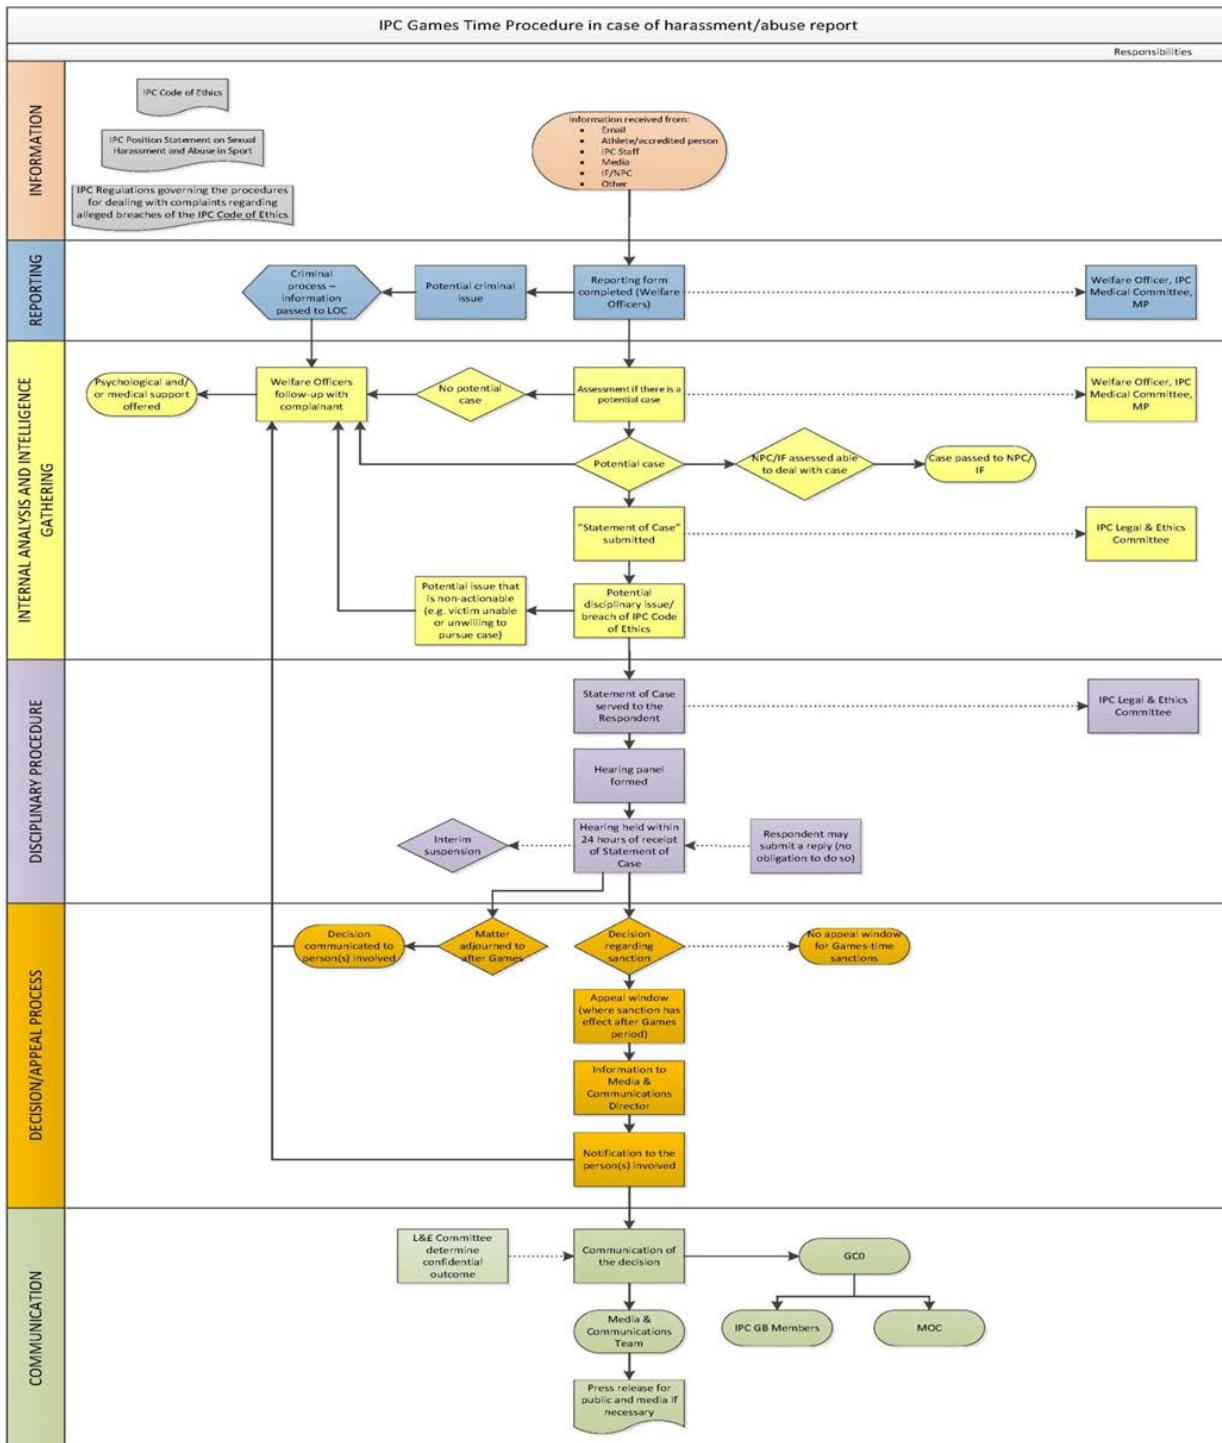 IPC Games Time Procedure in case of harassment/abuse report
Responsibilities
INFORMATION
IPC Code of Ethics
IPC Position Statement on Sexual
Harassment and Abuse in Sport
IPC Regulations governing the procedures
for dealing with complaints regarding
alleged breaches of the IPC Code of Ethics
Information received from:
• Email
• Athlete/accredited person
• IPC Staff
• Media
• IF/NPC
• Other
REPORTING
Criminal
process –
information
passed to LOC
Potential criminal
issue
Reporting form
completed (Welfare
Officers)
Welfare Officer, IPC
Medical Committee,
MP
INTERNAL ANALYSIS AND INTELLIGENCE
GATHERING
Psychological and/
or medical support
offered
Welfare Officers
follow-up with
complainant
No potential
case
Assessment if there is a
potential case
Welfare Officer, IPC
Medical Committee,
MP
Potential case
NPC/IF assessed able
to deal with case
Case passed to NPC/
IF
"Statement of Case"
submitted
IPC Legal & Ethics
Committee
Potential issue that
is non-actionable
(e.g. victim unable
or unwilling to
pursue case)
Potential
disciplinary issue/
breach of IPC Code
of Ethics
DISCIPLINARY PROCEDURE
Statement of Case
served to the
Respondent
IPC Legal & Ethics
Committee
Hearing panel
formed
Interim
suspension
Hearing held within
24 hours of receipt
of Statement of
Case
Respondent may
submit a reply (no
obligation to do so)
DECISION/APPEAL PROCESS
Decision
communicated to
person(s) involved
Matter
adjourned to
after Games
Decision
regarding
sanction
No appeal window
for Games-time
sanctions
Appeal window
(where sanction has
effect after Games
period)
Information to
Media &
Communications
Director
Notification to the
person(s) involved
COMMUNICATION
L&E Committee
determine
confidential
outcome
Communication of
the decision
GC0
IPC GB Members
MOC
Media &
Communications
Team
Press release for
public and media if
necessary